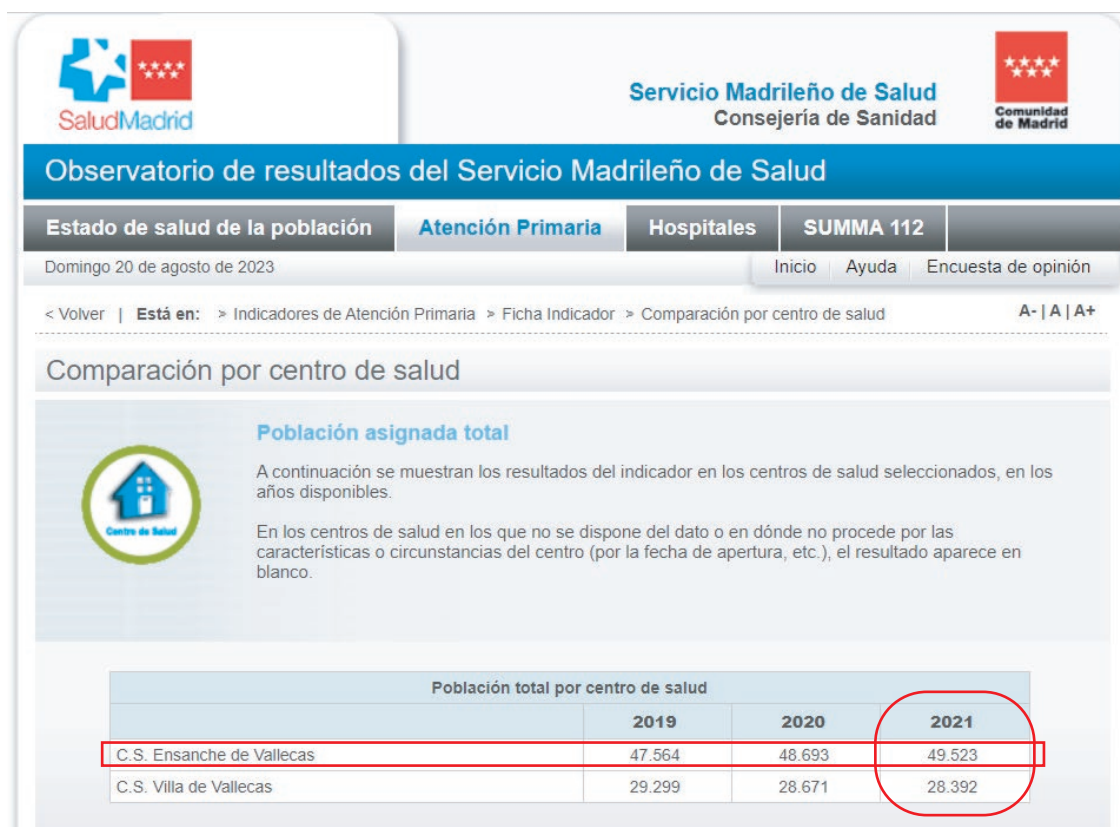 SaludMadrid
Servicio Madrileño de Salud
Consejería de Sanidad
Comunidad
de Madrid
Observatorio de resultados del Servicio Madrileño de Salud
Estado de salud de la población Atención Primaria Hospitales SUMMA 112
Domingo 20 de agosto de 2023 Inicio Ayuda Encuesta de opinión
< Volver | Está en: > Indicadores de Atención Primaria > Ficha Indicador > Comparación por centro de salud A- | A | A+
Comparación por centro de salud
Población asignada total
A continuación se muestran los resultados del indicador en los centros de salud seleccionados, en los
años disponibles.
Centro de Salud
En los centros de salud en los que no se dispone del dato o en dónde no procede por las
características o circunstancias del centro (por la fecha de apertura, etc.), el resultado aparece en
blanco.
Población total por centro de salud
2019 2020 2021
C.S. Ensanche de Vallecas 47.564 48.693 49.523
C.S. Villa de Vallecas 29.299 28.671 28.392